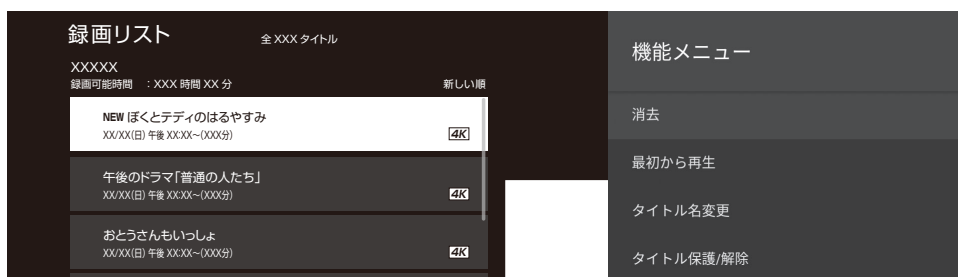 録画リスト
全 XXX タイトル
XXXXX
録画可能時間 ：XXX 時間 XX 分
新しい順
NEW ぼくとテディのはるやすみ
XX/XX(日) 午後 XX:XX～(XXX分)
4K
午後のドラマ「普通の人たち」
XX/XX(日) 午後 XX:XX～(XXX分)
4K
おとうさんもいっしょ
XX/XX(日) 午後 XX:XX～(XXX分)
4K
機能メニュー
消去
最初から再生
タイトル名変更
タイトル保護/解除